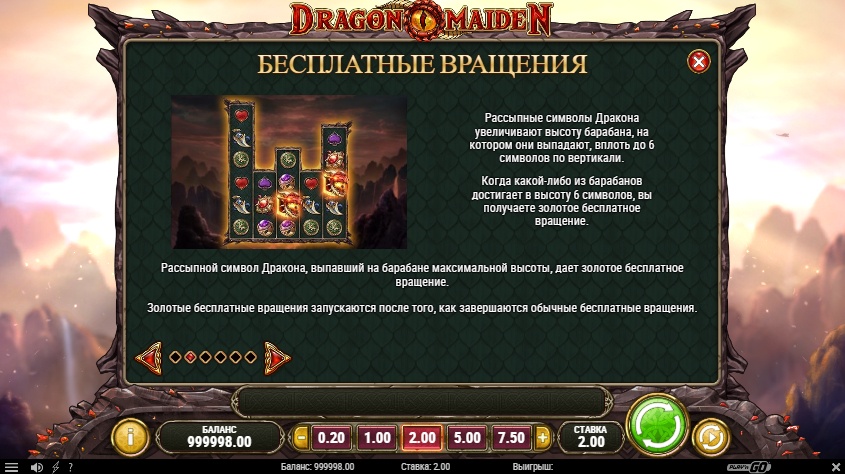 DRAGON MAIDEN
БЕСПЛАТНЫЕ ВРАЩЕНИЯ
Рассыпные символы Дракона
увеличивают высоту барабана, на
котором они выпадают, вплоть до 6
символов по вертикали.
Когда какой-либо из барабанов
достигает в высоту 6 символов, вы
получаете золотое бесплатное
вращение.
Рассыпной символ Дракона, выпавший на барабане максимальной высоты, дает золотое бесплатное
вращение.
Золотые бесплатные вращения запускаются после того, как завершаются обычные бесплатные вращения.
БАЛАНС
999998.00
- 0.20 1.00 2.00 5.00 7.50 +
СТАВКА
2.00
? Баланс: 999998.00 Ставка: 2.00 Выигрыш: PLAY'N GO